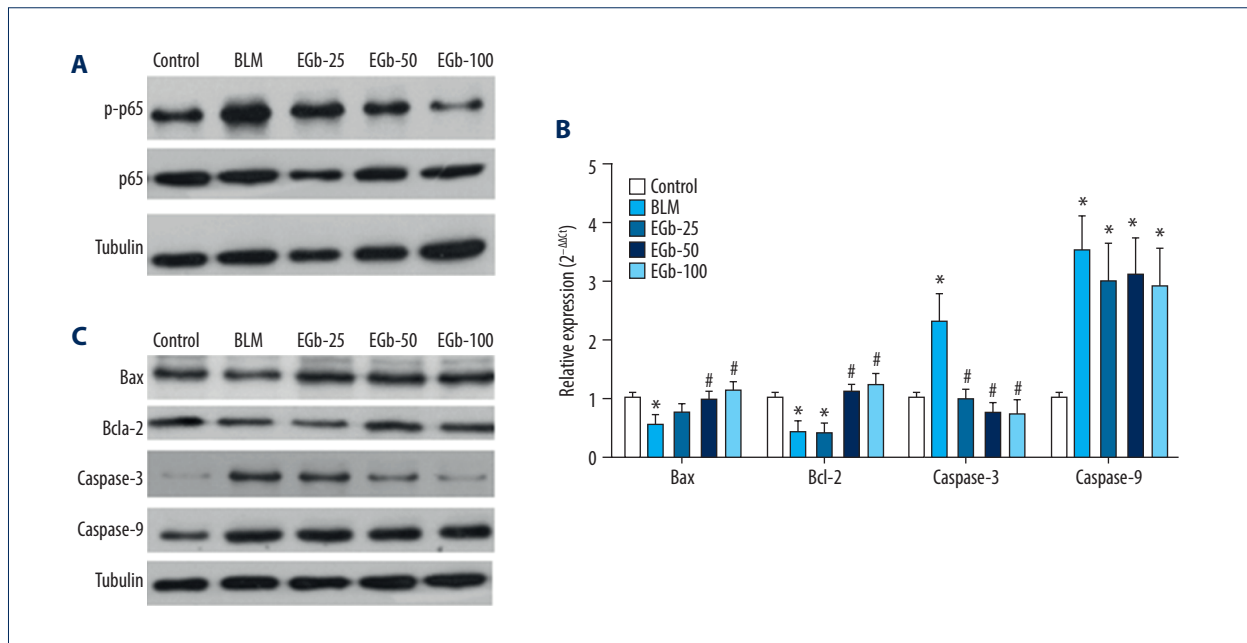 A
Control BLM EGb-25 EGb-50 EGb-100
p-p65
p65
Tubulin
B
Relative expression (2^-ΔΔCt)
5
4
3
2
1
0
Control
BLM
EGb-25
EGb-50
EGb-100
* # # * * # # * # # # * * * *
Bax Bcl-2 Caspase-3 Caspase-9
C
Control BLM EGb-25 EGb-50 EGb-100
Bax
Bcla-2
Caspase-3
Caspase-9
Tubulin